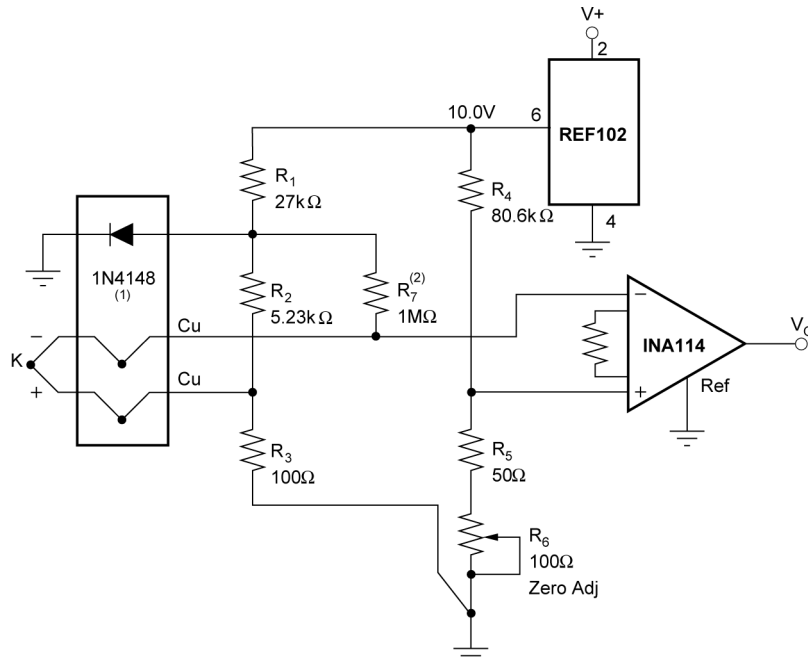 V+
2
10.0V
6
REF102
R1
27kΩ
R4
80.6kΩ
4
1N4148
(1)
R2
5.23kΩ
R7(2)
1MΩ
–
Cu
K
+
Cu
–
INA114
+
VO
Ref
R3
100Ω
R5
50Ω
R6
100Ω
Zero Adj